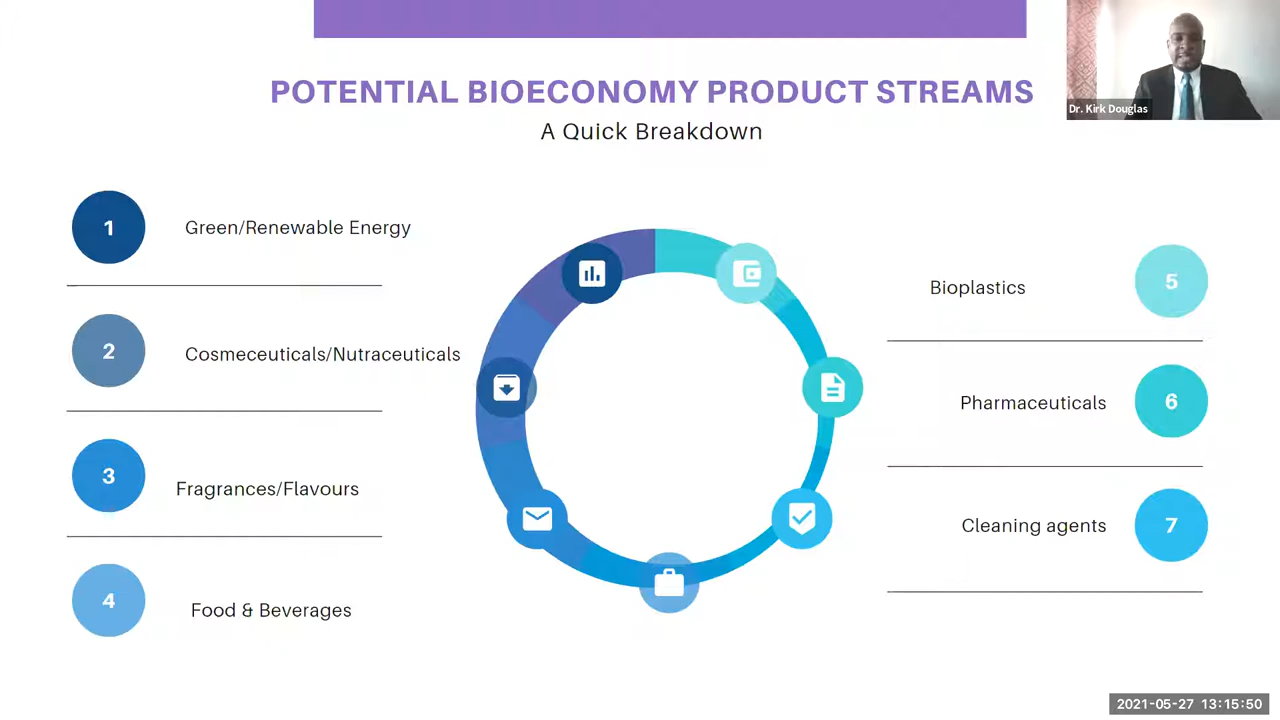 POTENTIAL BIOECONOMY PRODUCT STREAMS
A Quick Breakdown
Dr. Kirk Douglas
1
Green/Renewable Energy
2
Cosmeceuticals/Nutraceuticals
3
Fragrances/Flavours
4
Food & Beverages
Bioplastics
5
Pharmaceuticals
6
Cleaning agents
7
2021-05-27 13:15:50